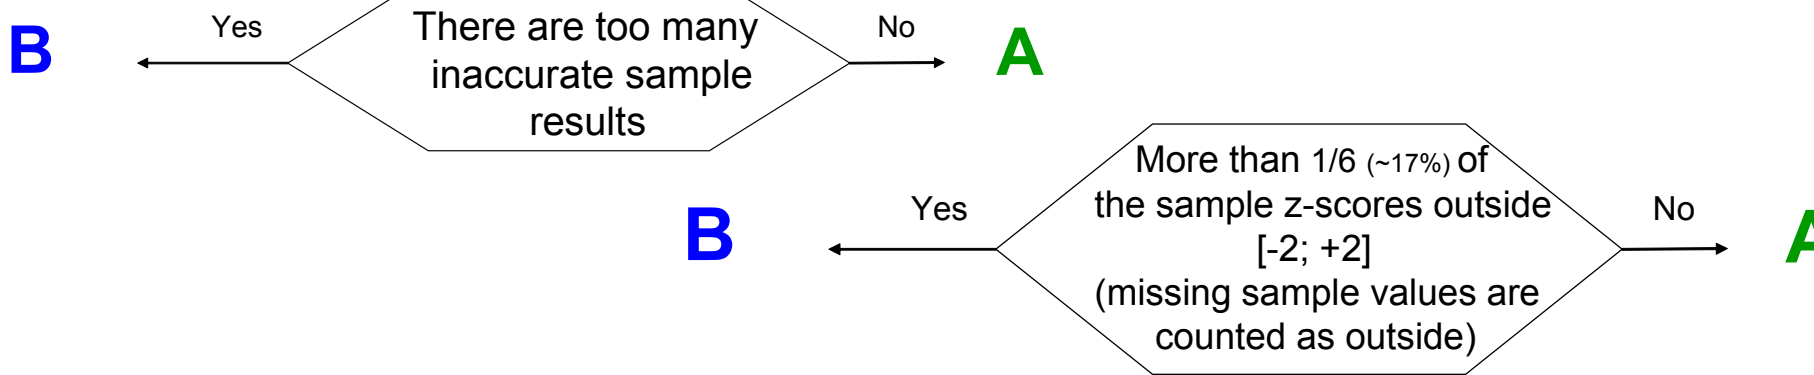 B
Yes
There are too many
inaccurate sample
results
No
A
B
Yes
More than 1/6 (~17%) of
the sample z-scores outside
[-2; +2]
(missing sample values are
counted as outside)
No
A